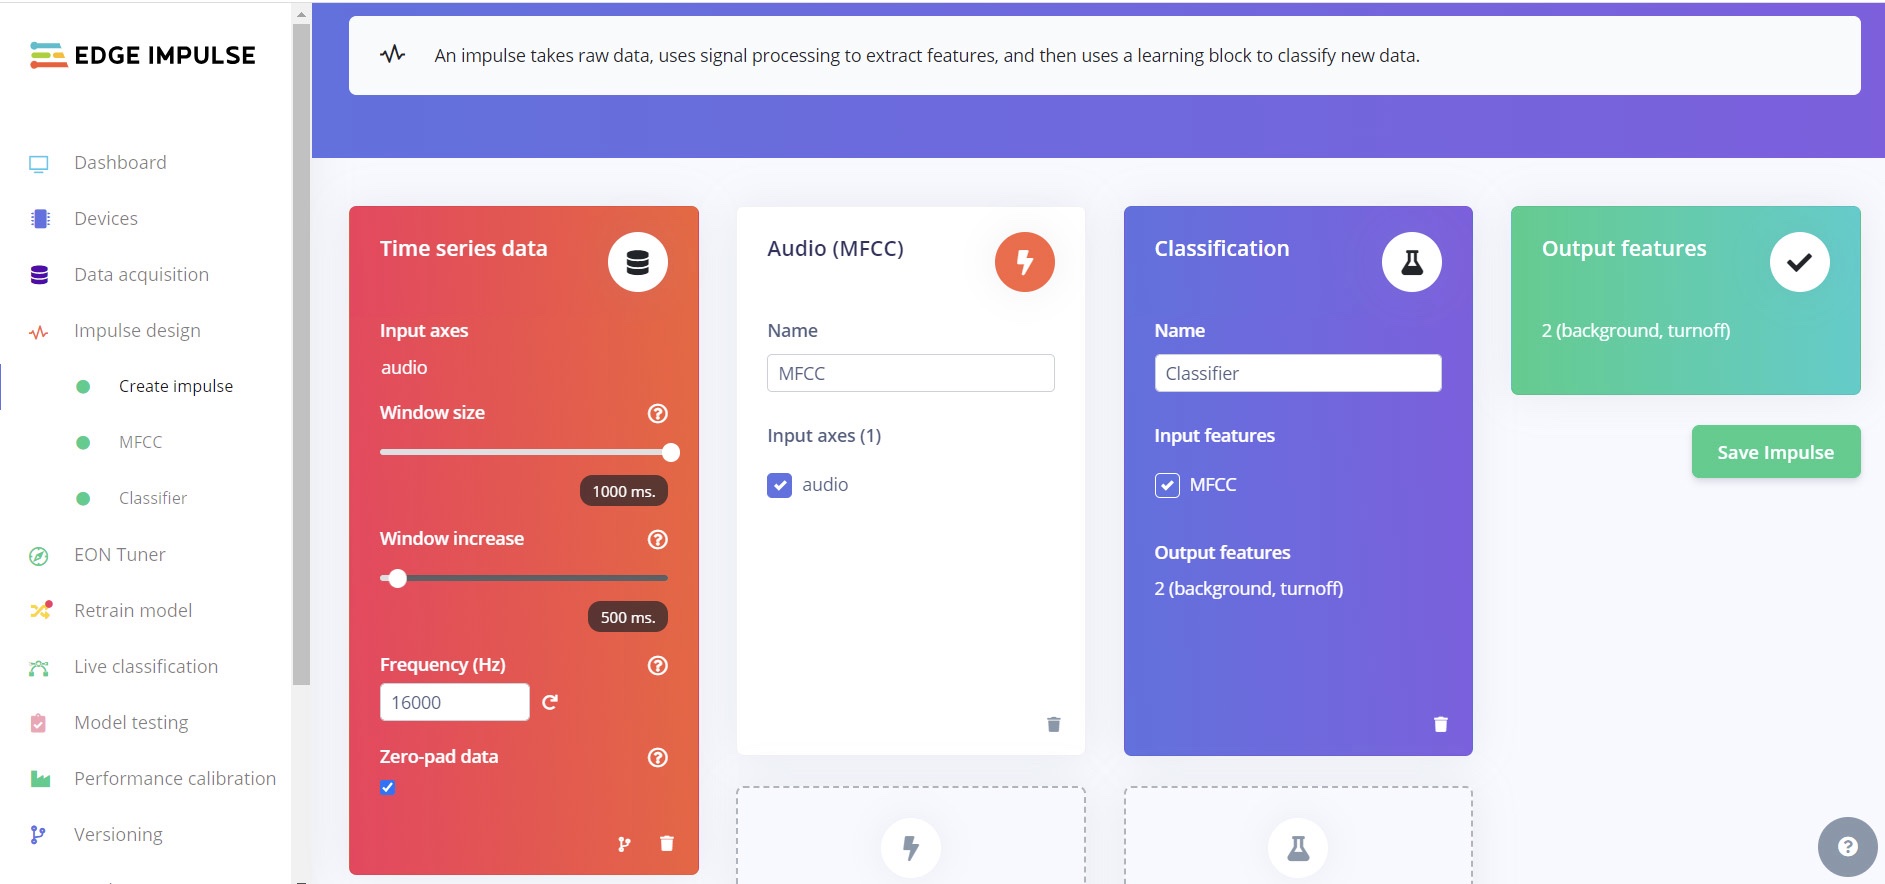 EDGE IMPULSE
Dashboard
Devices
Data acquisition
Impulse design
Create impulse
MFCC
Classifier
EON Tuner
Retrain model
Live classification
Model testing
Performance calibration
Versioning
An impulse takes raw data, uses signal processing to extract features, and then uses a learning block to classify new data.
Time series data
Input axes
audio
Window size
1000 ms.
Window increase
500 ms.
Frequency (Hz)
16000
Zero-pad data
Audio (MFCC)
Name
MFCC
Input axes (1)
audio
Classification
Name
Classifier
Input features
MFCC
Output features
2 (background, turnoff)
Output features
2 (background, turnoff)
Save Impulse